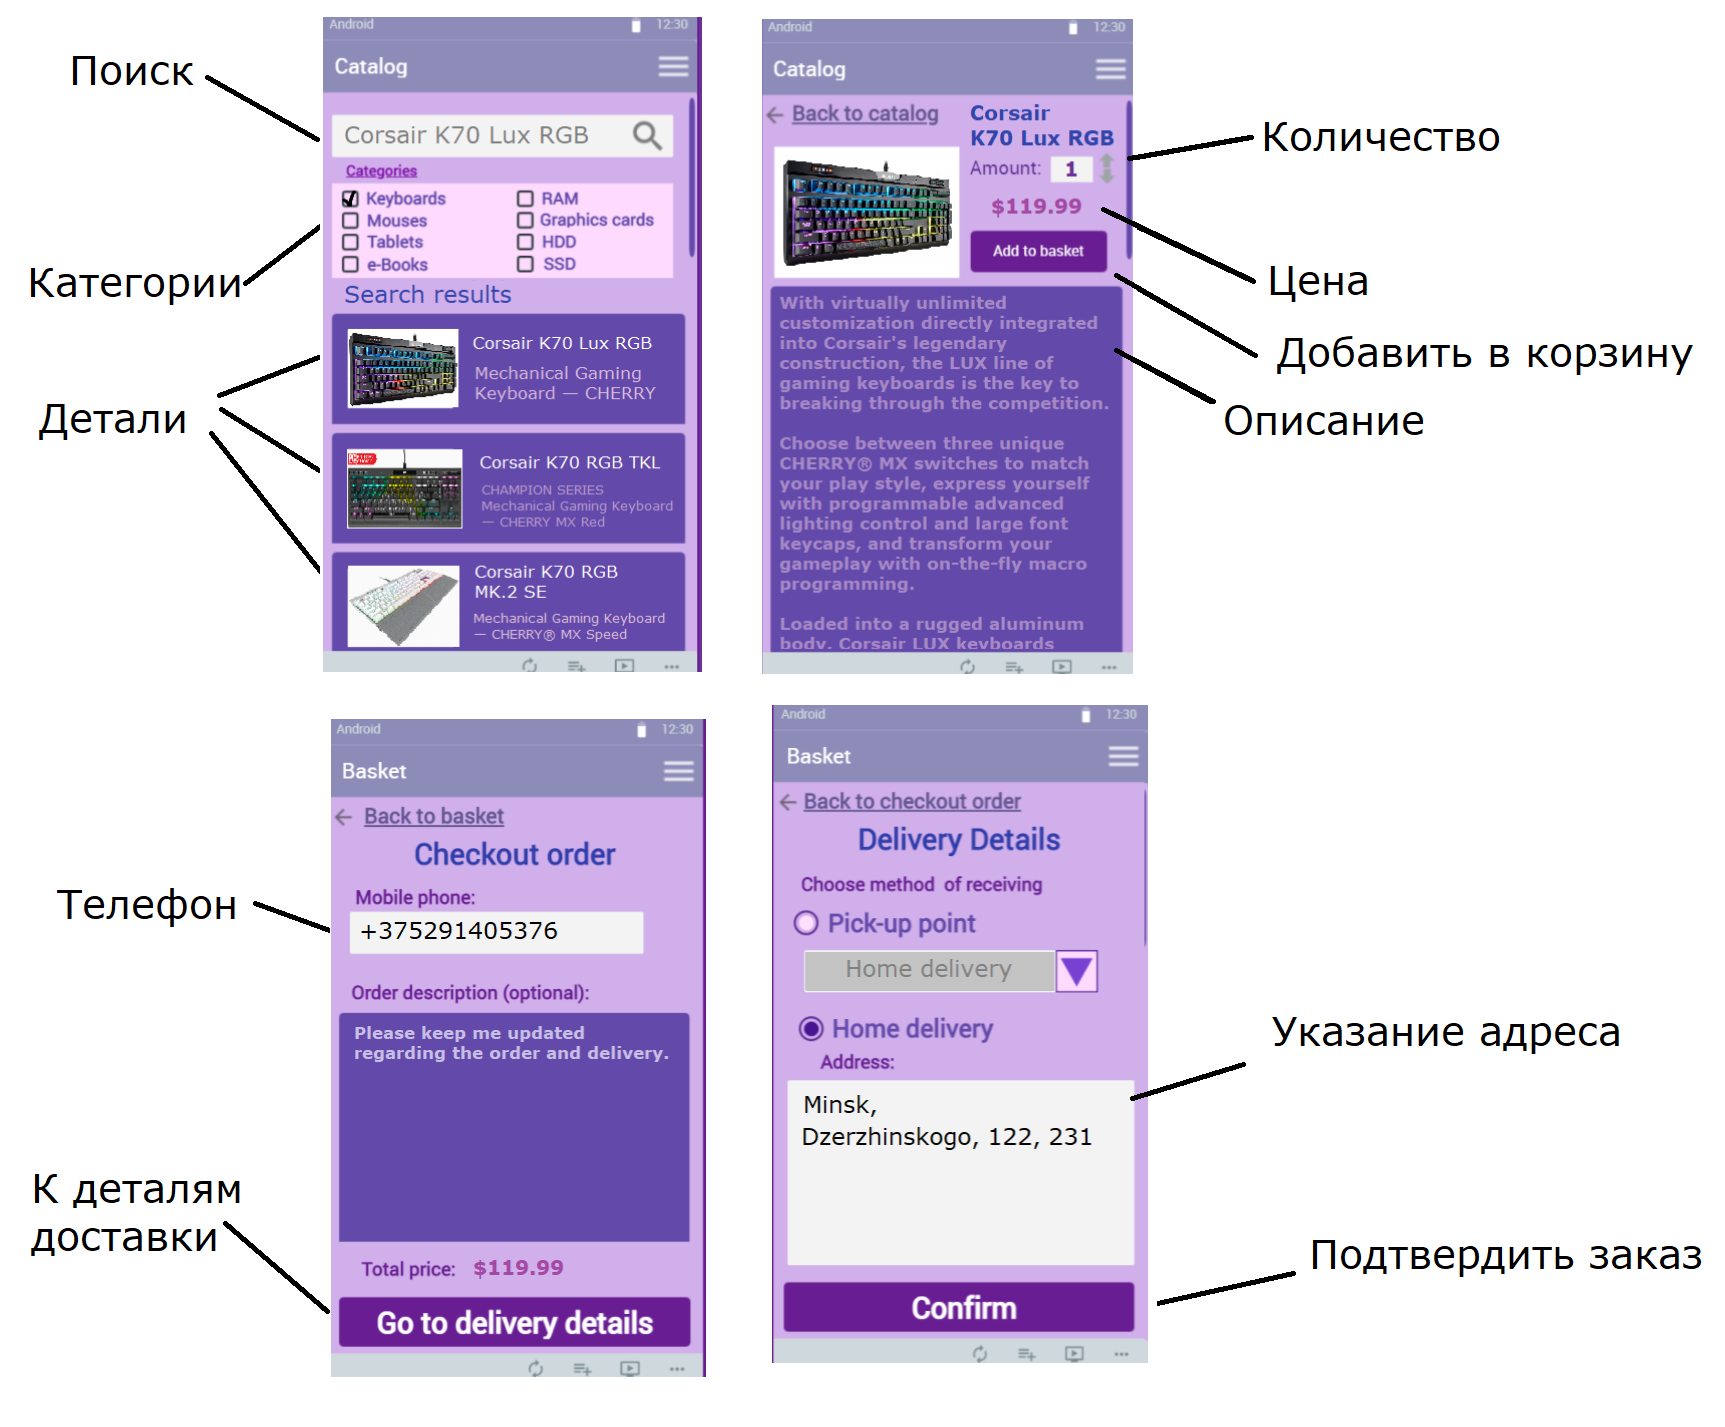 Поиск
Категории
Детали
Android
12:30
Catalog
Corsair K70 Lux RGB
Categories
Keyboards
RAM
Mouses
Graphics cards
Tablets
HDD
e-Books
SSD
Search results
Corsair K70 Lux RGB
Mechanical Gaming
Keyboard — CHERRY
Corsair K70 RGB TKL
CHAMPION SERIES
Mechanical Gaming Keyboard
— CHERRY MX Red
Corsair K70 RGB
MK.2 SE
Mechanical Gaming Keyboard
— CHERRY® MX Speed
Android
12:30
Catalog
Back to catalog
Corsair
K70 Lux RGB
Amount: 1
$119.99
Add to basket
With virtually unlimited
customization directly integrated
into Corsair's legendary
construction, the LUX line of
gaming keyboards is the key to
breaking through the competition.
Choose between three unique
CHERRY® MX switches to match
your play style, express yourself
with programmable advanced
lighting control and large font
keycaps, and transform your
gameplay with on-the-fly macro
programming.
Loaded into a rugged aluminum
body, Corsair LUX keyboards
Количество
Цена
Добавить в корзину
Описание
Телефон
К деталям
доставки
Android
12:30
Basket
Back to basket
Checkout order
Mobile phone:
+375291405376
Order description (optional):
Please keep me updated
regarding the order and delivery.
Total price: $119.99
Go to delivery details
Android
12:30
Basket
Back to checkout order
Delivery Details
Choose method of receiving
Pick-up point
Home delivery
Home delivery
Address:
Minsk,
Dzerzhinskogo, 122, 231
Confirm
Указание адреса
Подтвердить заказ